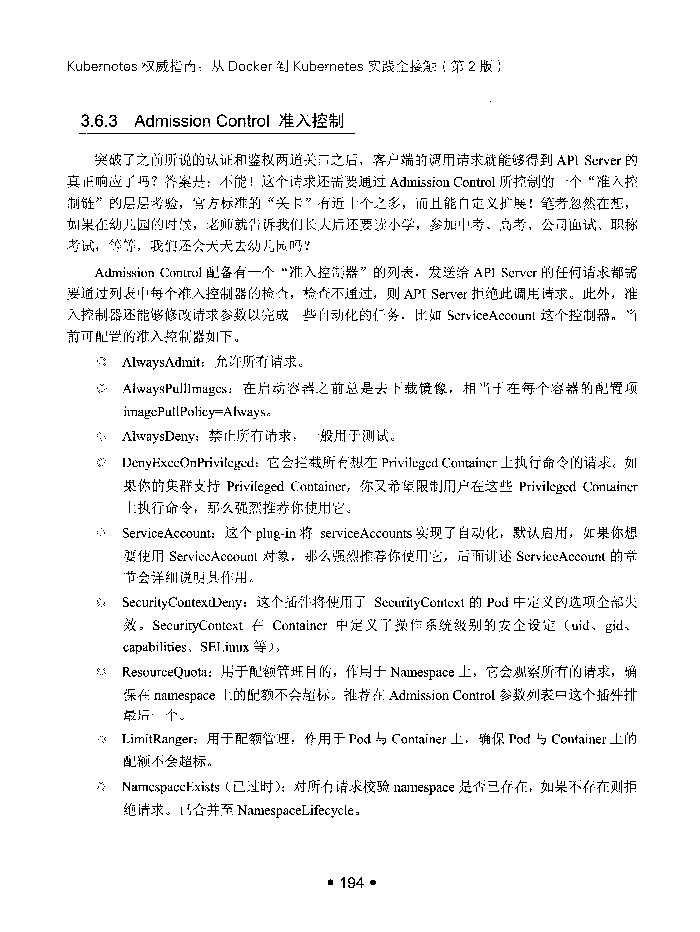 Kubernetes 权威指南：从 Docker 到 Kubernetes 实践全接触（第 2 版）
3.6.3 Admission Control 准入控制
突破了之前所说的认证和鉴权两道关卡之后，客户端的调用请求就能够得到 API Server 的
真正响应了吗？答案是：不能！这个请求还需要通过 Admission Control 所控制的一个“准入控
制链”的层层考验，官方标准的“关卡”有近十个之多，而且能自定义扩展！笔者忽然在想，
如果在幼儿园的时候，老师就告诉我们长大后还要读小学，参加中考、高考、公司面试、职称
考试，等等，我们还会天天去幼儿园吗？
Admission Control 配备有一个“准入控制器”的列表，发送给 API Server 的任何请求都需
要通过列表中每个准入控制器的检查，检查不通过，则 API Server 拒绝此调用请求。此外，准
入控制器还能够修改请求参数以完成一些自动化的任务，比如 ServiceAccount 这个控制器。当
前可配置的准入控制器如下。
◎ AlwaysAdmit：允许所有请求。
◎ AlwaysPullImages：在启动容器之前总是去下载镜像，相当于在每个容器的配置项
imagePullPolicy=Always。
◎ AlwaysDeny：禁止所有请求，一般用于测试。
◎ DenyExecOnPrivileged：它会拦截所有想在 Privileged Container 上执行命令的请求。如
果你的集群支持 Privileged Container，你又希望限制用户在这些 Privileged Container
上执行命令，那么强烈推荐你使用它。
◎ ServiceAccount：这个 plug-in 将 serviceAccounts 实现了自动化，默认启用，如果你想
要使用 ServiceAccount 对象，那么强烈推荐你使用它，后面讲述 ServiceAccount 的章
节会详细说明其作用。
◎ SecurityContextDeny：这个插件将使用了 SecurityContext 的 Pod 中定义的选项全部失
效。SecurityContext 在 Container 中定义了操作系统级别的安全设定（uid、gid、
capabilities、SELinux 等）。
◎ ResourceQuota：用于配额管理目的，作用于 Namespace 上，它会观察所有的请求，确
保在 namespace 上的配额不会超标。推荐在 Admission Control 参数列表中这个插件排
最后一个。
◎ LimitRanger：用于配额管理，作用于 Pod 与 Container 上，确保 Pod 与 Container 上的
配额不会超标。
◎ NamespaceExists（已过时）：对所有请求校验 namespace 是否已存在，如果不存在则拒
绝请求。已合并至 NamespaceLifecycle。
• 194 •